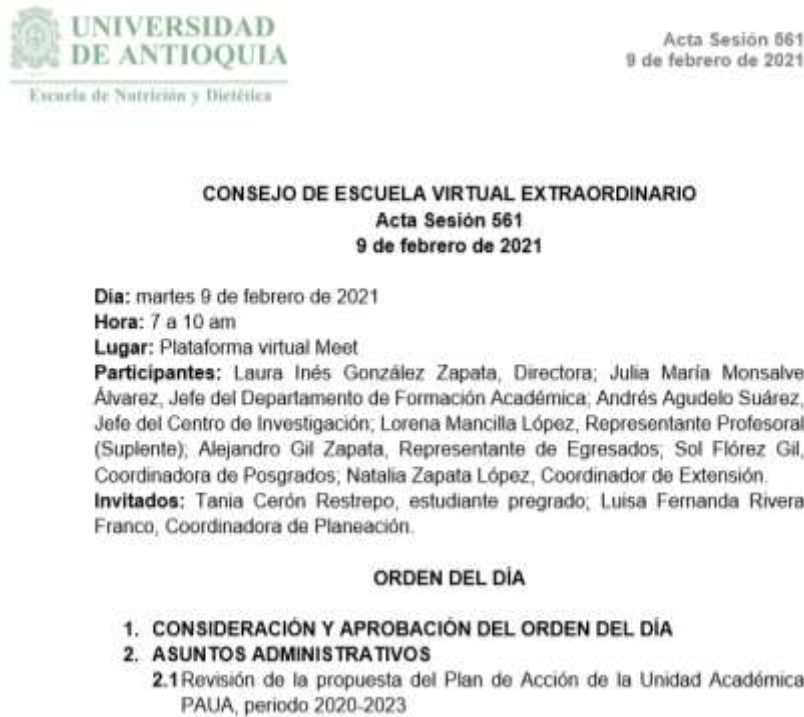 UNIVERSIDAD
DE ANTIOQUIA
Escuela de Nutrición y Dietética
Acta Sesión 561
9 de febrero de 2021
CONSEJO DE ESCUELA VIRTUAL EXTRAORDINARIO
Acta Sesión 561
9 de febrero de 2021
Día: martes 9 de febrero de 2021
Hora: 7 a 10 am
Lugar: Plataforma virtual Meet
Participantes: Laura Inés González Zapata, Directora; Julia María Monsalve
Álvarez, Jefe del Departamento de Formación Académica; Andrés Agudelo Suárez,
Jefe del Centro de Investigación; Lorena Mancilla López, Representante Profesoral
(Suplente); Alejandro Gil Zapata, Representante de Egresados; Sol Flórez Gil,
Coordinadora de Posgrados; Natalia Zapata López, Coordinador de Extensión.
Invitados: Tania Cerón Restrepo, estudiante pregrado; Luisa Fernanda Rivera
Franco, Coordinadora de Planeación.
ORDEN DEL DÍA
1. CONSIDERACIÓN Y APROBACIÓN DEL ORDEN DEL DÍA
2. ASUNTOS ADMINISTRATIVOS
2.1 Revisión de la propuesta del Plan de Acción de la Unidad Académica
PAUA, periodo 2020-2023